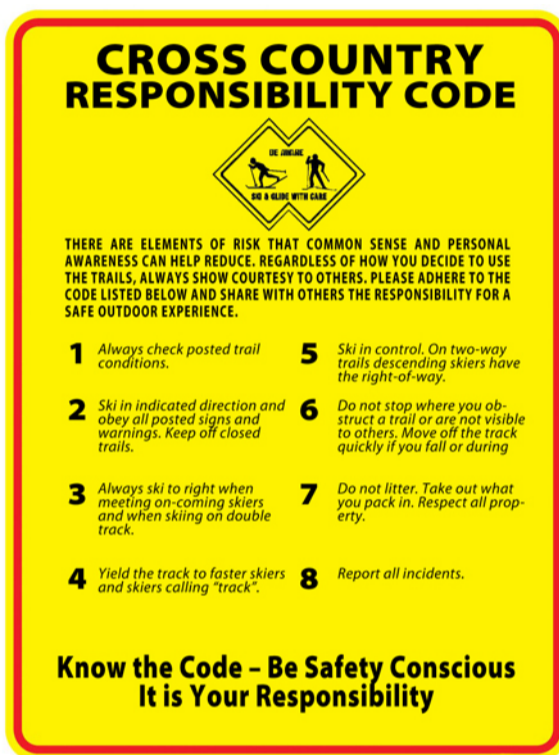 CROSS COUNTRY
RESPONSIBILITY CODE
BE AWARE
SKI & GLIDE WITH CARE
THERE ARE ELEMENTS OF RISK THAT COMMON SENSE AND PERSONAL
AWARENESS CAN HELP REDUCE. REGARDLESS OF HOW YOU DECIDE TO USE
THE TRAILS, ALWAYS SHOW COURTESY TO OTHERS. PLEASE ADHERE TO THE
CODE LISTED BELOW AND SHARE WITH OTHERS THE RESPONSIBILITY FOR A
SAFE OUTDOOR EXPERIENCE.
1 Always check posted trail
conditions.
2 Ski in indicated direction and
obey all posted signs and
warnings. Keep off closed
trails.
3 Always ski to right when
meeting on-coming skiers
and when skiing on double
track.
4 Yield the track to faster skiers
and skiers calling “track”.
5 Ski in control. On two-way
trails descending skiers have
the right-of-way.
6 Do not stop where you ob-
struct a trail or are not visible
to others. Move off the track
quickly if you fall or during
7 Do not litter. Take out what
you pack in. Respect all prop-
erty.
8 Report all incidents.
Know the Code – Be Safety Conscious
It is Your Responsibility